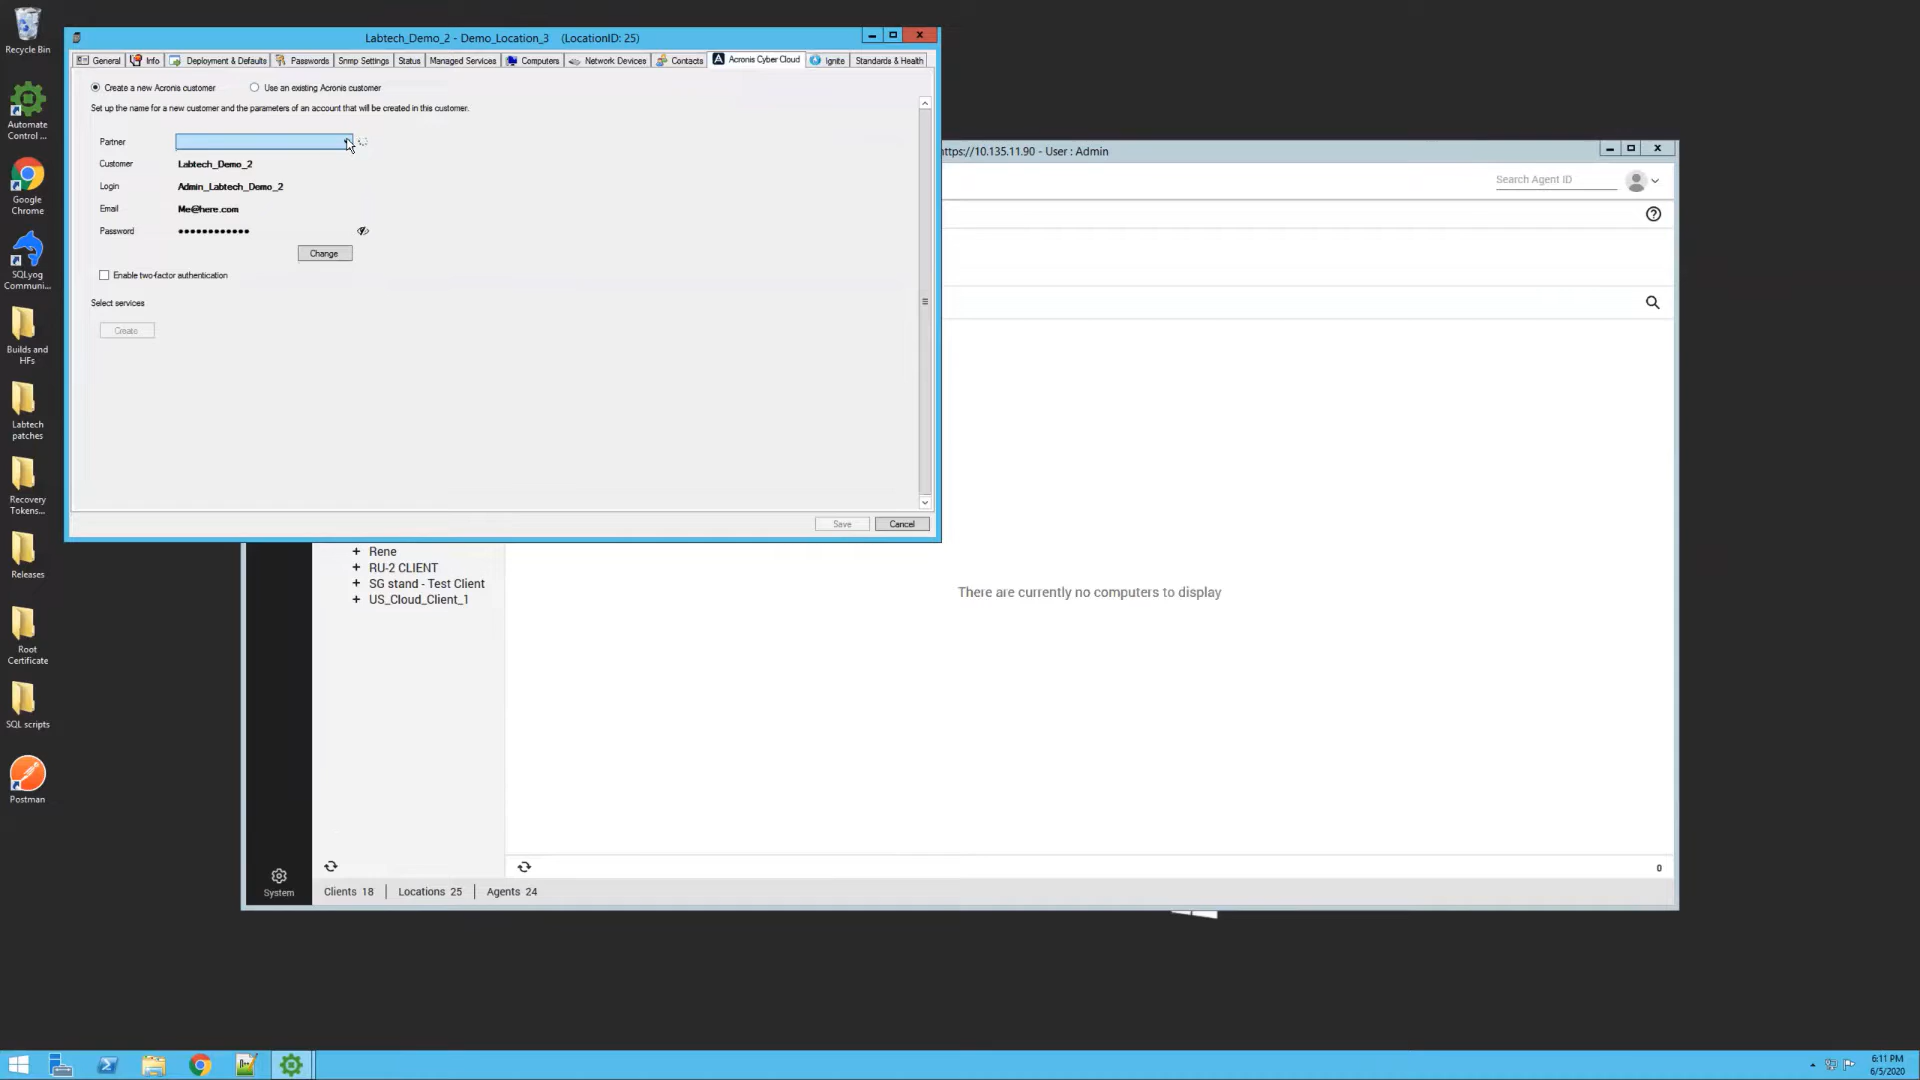 Recycle Bin
Automate
Control ...
Google
Chrome
SQLyog
Communi...
Builds and
HFs
Labtech
patches
Recovery
Tokens...
Releases
Root
Certificate
SQL scripts
Postman
Labtech_Demo_2 - Demo_Location_3 (LocationID: 25)
General Info Deployment & Defaults Passwords Snmp Settings Status Managed Services Computers Network Devices Contacts Acronis Cyber Cloud Ignite Standards & Health
Create a new Acronis customer Use an existing Acronis customer
Set up the name for a new customer and the parameters of an account that will be created in this customer.
Partner
Customer Labtech_Demo_2
Login Admin_Labtech_Demo_2
Email Me@here.com
Password ••••••••••••
Change
Enable two-factor authentication
Select services
Create
Save Cancel
https://10.135.11.90 - User : Admin
Search Agent ID
+ Rene
+ RU-2 CLIENT
+ SG stand - Test Client
+ US_Cloud_Client_1
There are currently no computers to display
0
System
Clients 18 | Locations 25 | Agents 24
6:11 PM
6/5/2020